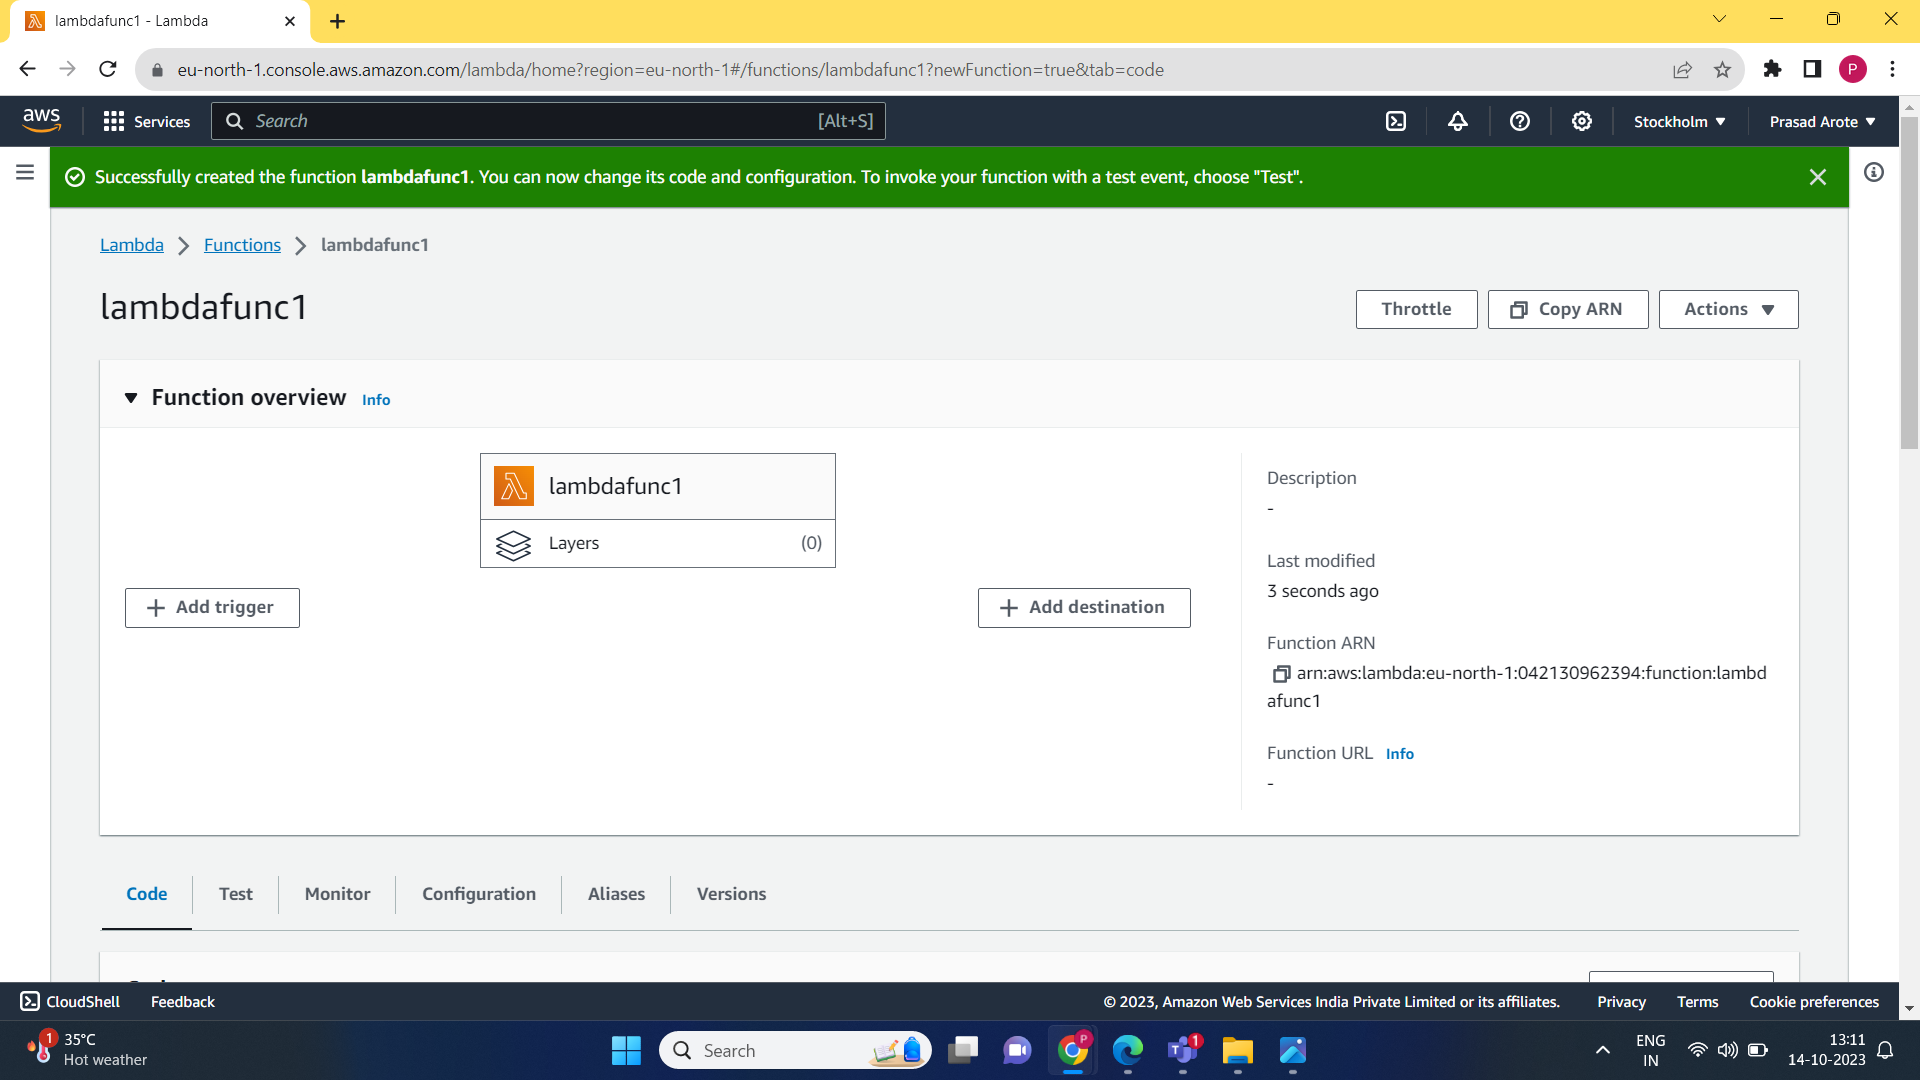 lambdafunc1 - Lambda
eu-north-1.console.aws.amazon.com/lambda/home?region=eu-north-1#/functions/lambdafunc1?newFunction=true&tab=code
P
aws
Services
Search
[Alt+S]
Stockholm
Prasad Arote
Successfully created the function lambdafunc1. You can now change its code and configuration. To invoke your function with a test event, choose "Test".
Lambda
Functions
lambdafunc1
lambdafunc1
Throttle
Copy ARN
Actions
Function overview
Info
lambdafunc1
Layers
(0)
Add trigger
Add destination
Description
-
Last modified
3 seconds ago
Function ARN
arn:aws:lambda:eu-north-1:042130962394:function:lambd
afunc1
Function URL
Info
-
Code
Test
Monitor
Configuration
Aliases
Versions
CloudShell
Feedback
© 2023, Amazon Web Services India Private Limited or its affiliates.
Privacy
Terms
Cookie preferences
1
35°C
Hot weather
Search
P
1
ENG
IN
13:11
14-10-2023